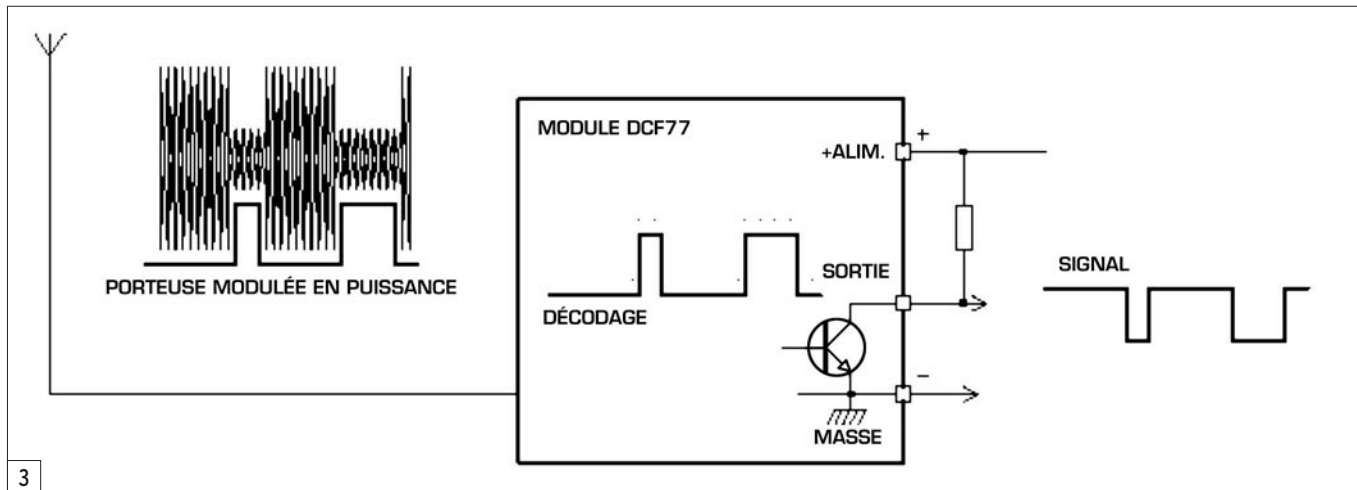 MODULE DCF77
+
+ALIM.
PORTEUSE MODULÉE EN PUISSANCE
DÉCODAGE
SORTIE
SIGNAL
−
MASSE
3